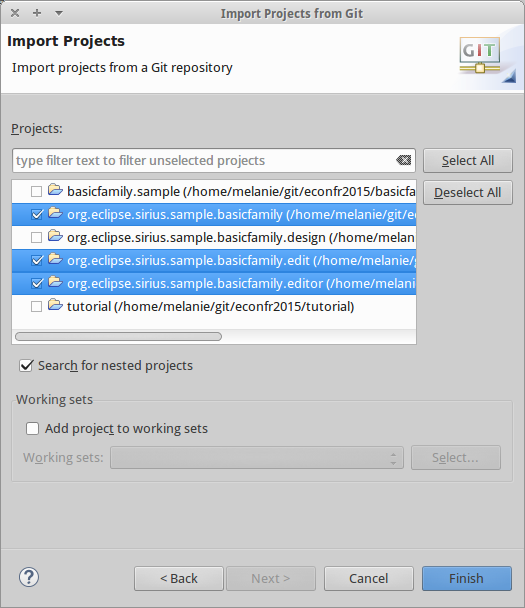 Import Projects from Git
Import Projects
Import projects from a Git repository
GIT
Projects:
type filter text to filter unselected projects
Select All
basicfamily.sample (/home/melanie/git/econfr2015/basicfa
Deselect All
org.eclipse.sirius.sample.basicfamily (/home/melanie/git/e
org.eclipse.sirius.sample.basicfamily.design (/home/melan
org.eclipse.sirius.sample.basicfamily.edit (/home/melanie/g
org.eclipse.sirius.sample.basicfamily.editor (/home/melani
tutorial (/home/melanie/git/econfr2015/tutorial)
Search for nested projects
Working sets
Add project to working sets
Working sets:
Select...
?
< Back
Next >
Cancel
Finish